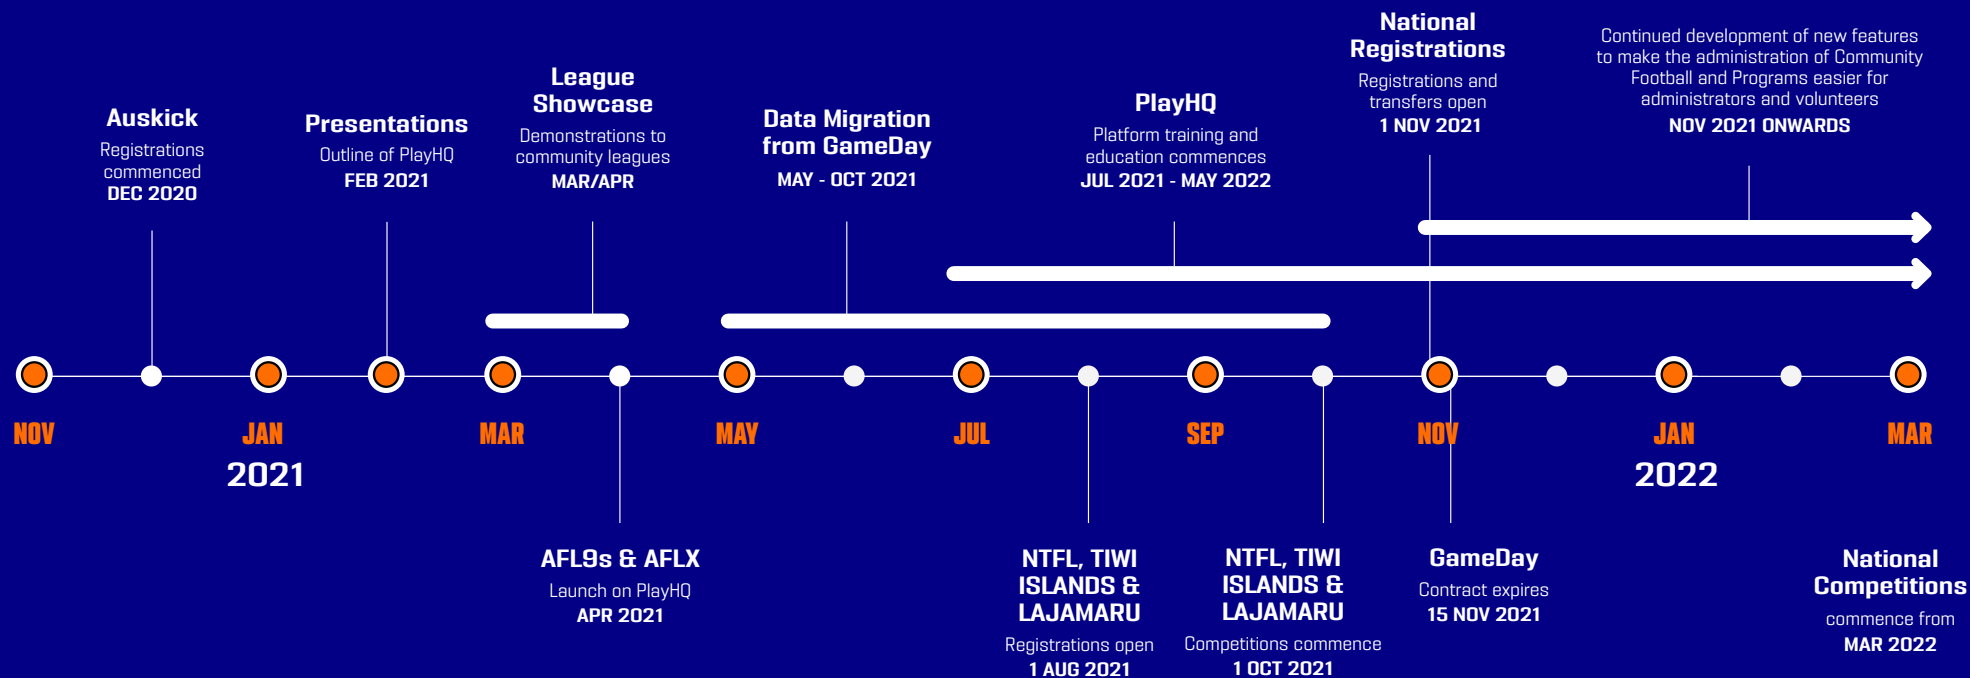 Auskick
Registrations
commenced
DEC 2020
Presentations
Outline of PlayHQ
FEB 2021
League
Showcase
Demonstrations to
community leagues
MAR/APR
Data Migration
from GameDay
MAY - OCT 2021
PlayHQ
Platform training and
education commences
JUL 2021 - MAY 2022
National
Registrations
Registrations and
transfers open
1 NOV 2021
Continued development of new features
to make the administration of Community
Football and Programs easier for
administrators and volunteers
NOV 2021 ONWARDS
NOV
JAN
2021
MAR
MAY
JUL
SEP
NOV
JAN
2022
MAR
AFL9s & AFLX
Launch on PlayHQ
APR 2021
NTFL, TIWI
ISLANDS &
LAJAMARU
Registrations open
1 AUG 2021
NTFL, TIWI
ISLANDS &
LAJAMARU
Competitions commence
1 OCT 2021
GameDay
Contract expires
15 NOV 2021
National
Competitions
commence from
MAR 2022